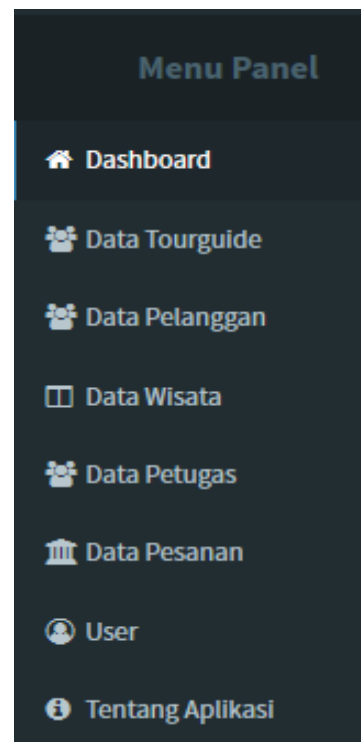 Menu Panel
Dashboard
Data Tourguide
Data Pelanggan
Data Wisata
Data Petugas
Data Pesanan
User
Tentang Aplikasi